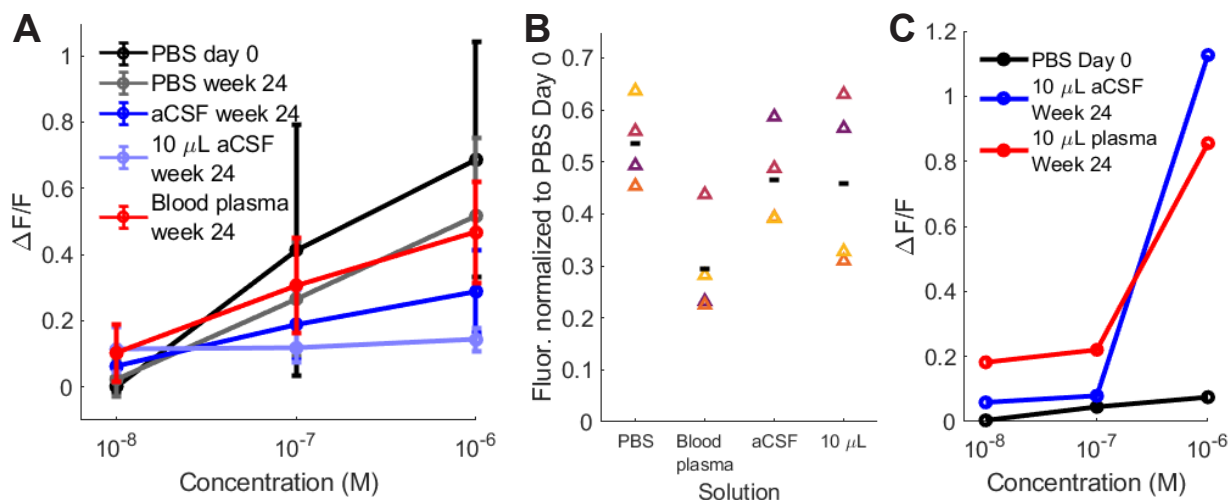 A
PBS day 0
PBS week 24
aCSF week 24
10 μL aCSF
week 24
Blood plasma
week 24
ΔF/F
1
0.8
0.6
0.4
0.2
0
10⁻⁸
10⁻⁷
10⁻⁶
Concentration (M)
B
Fluor. normalized to PBS Day 0
0.7
0.6
0.5
0.4
0.3
0.2
0.1
0
PBS
Blood
plasma
aCSF
10 μL
Solution
C
PBS Day 0
10 μL aCSF
Week 24
10 μL plasma
Week 24
ΔF/F
1.2
1
0.8
0.6
0.4
0.2
0
10⁻⁸
10⁻⁷
10⁻⁶
Concentration (M)